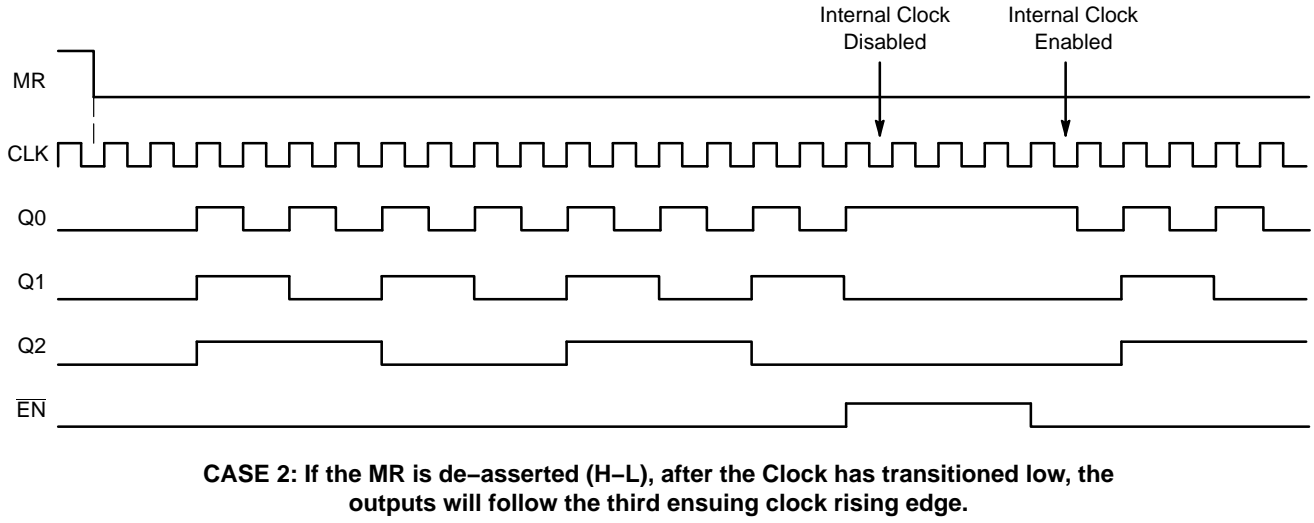 Internal Clock
Disabled
Internal Clock
Enabled
MR
CLK
Q0
Q1
Q2
E̅N̅
CASE 2: If the MR is de−asserted (H−L), after the Clock has transitioned low, the
outputs will follow the third ensuing clock rising edge.